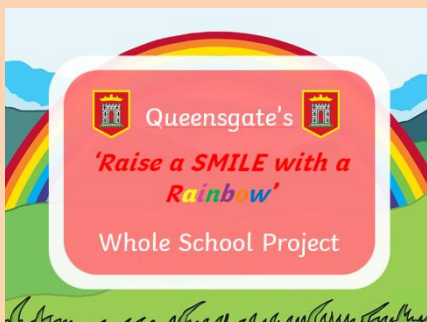 Queensgate's
'Raise a SMILE with a
Rainbow'
Whole School Project